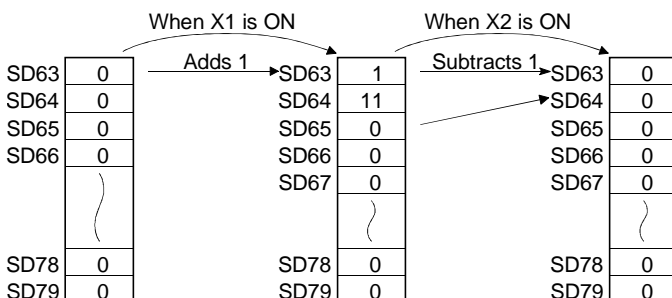 When X1 is ON When X2 is ON
Adds 1 Subtracts 1
SD63 0 SD63 1 SD63 0
SD64 0 SD64 11 SD64 0
SD65 0 SD65 0 SD65 0
SD66 0 SD66 0 SD66 0
SD67 0 SD67 0
SD78 0 SD78 0 SD78 0
SD79 0 SD79 0 SD79 0